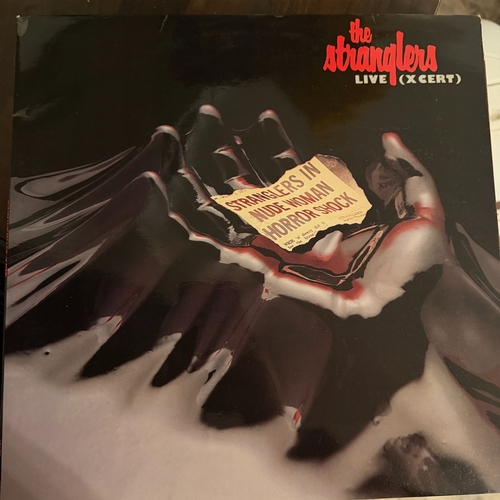 the
stranglers
LIVE (X CERT)
STRANGLERS IN
NUDE WOMAN
HORROR SHOCK